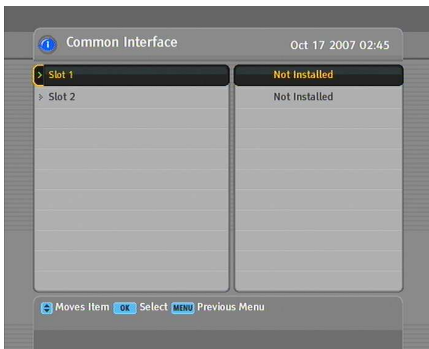 Common Interface Oct 17 2007 02:45
Slot 1 Not Installed
Slot 2 Not Installed
Moves Item OK Select MENU Previous Menu